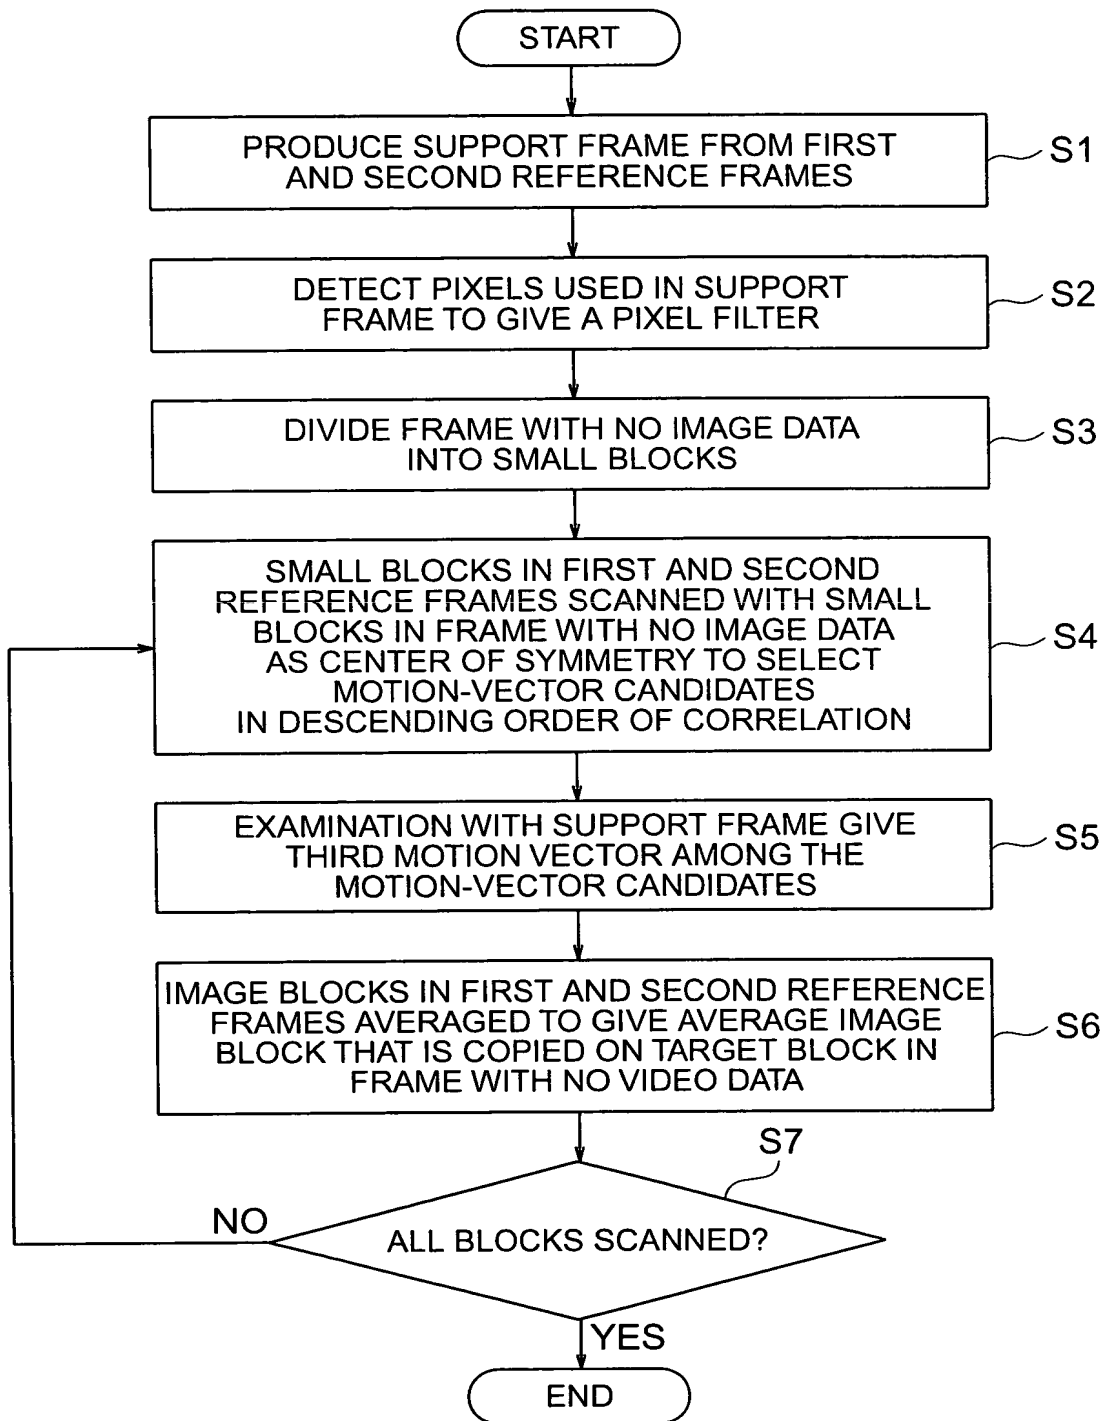 START
PRODUCE SUPPORT FRAME FROM FIRST
AND SECOND REFERENCE FRAMES
S1
DETECT PIXELS USED IN SUPPORT
FRAME TO GIVE A PIXEL FILTER
S2
DIVIDE FRAME WITH NO IMAGE DATA
INTO SMALL BLOCKS
S3
SMALL BLOCKS IN FIRST AND SECOND
REFERENCE FRAMES SCANNED WITH SMALL
BLOCKS IN FRAME WITH NO IMAGE DATA
AS CENTER OF SYMMETRY TO SELECT
MOTION-VECTOR CANDIDATES
IN DESCENDING ORDER OF CORRELATION
S4
EXAMINATION WITH SUPPORT FRAME GIVE
THIRD MOTION VECTOR AMONG THE
MOTION-VECTOR CANDIDATES
S5
IMAGE BLOCKS IN FIRST AND SECOND REFERENCE
FRAMES AVERAGED TO GIVE AVERAGE IMAGE
BLOCK THAT IS COPIED ON TARGET BLOCK IN
FRAME WITH NO VIDEO DATA
S6
S7
NO
ALL BLOCKS SCANNED?
YES
END